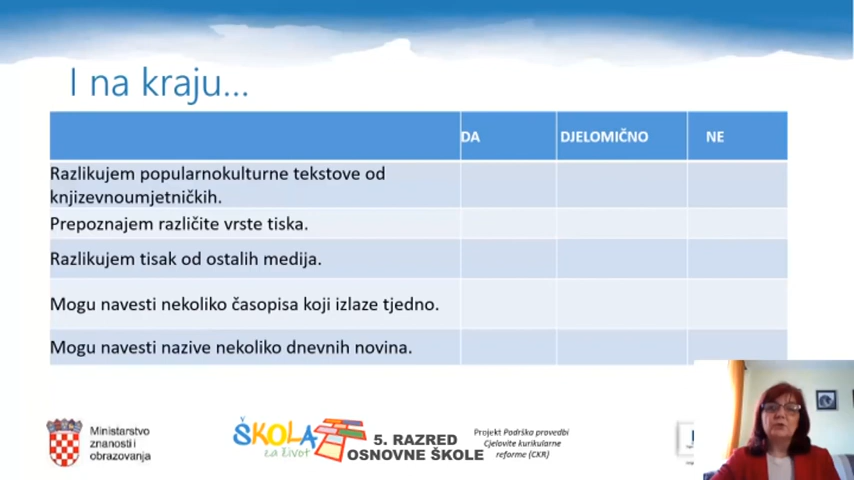 I na kraju...
DA DJELOMIČNO NE
Razlikujem popularnokulturne tekstove od
knjizevnoumjetničkih.
Prepoznajem različite vrste tiska.
Razlikujem tisak od ostalih medija.
Mogu navesti nekoliko časopisa koji izlaze tjedno.
Mogu navesti nazive nekoliko dnevnih novina.
Ministarstvo
znanosti i
obrazovanja
ŠKOLA
za život
5. RAZRED
OSNOVNE ŠKOLE
Projekt Podrška provedbi
Cjelovite kurikularne
reforme (CKR)